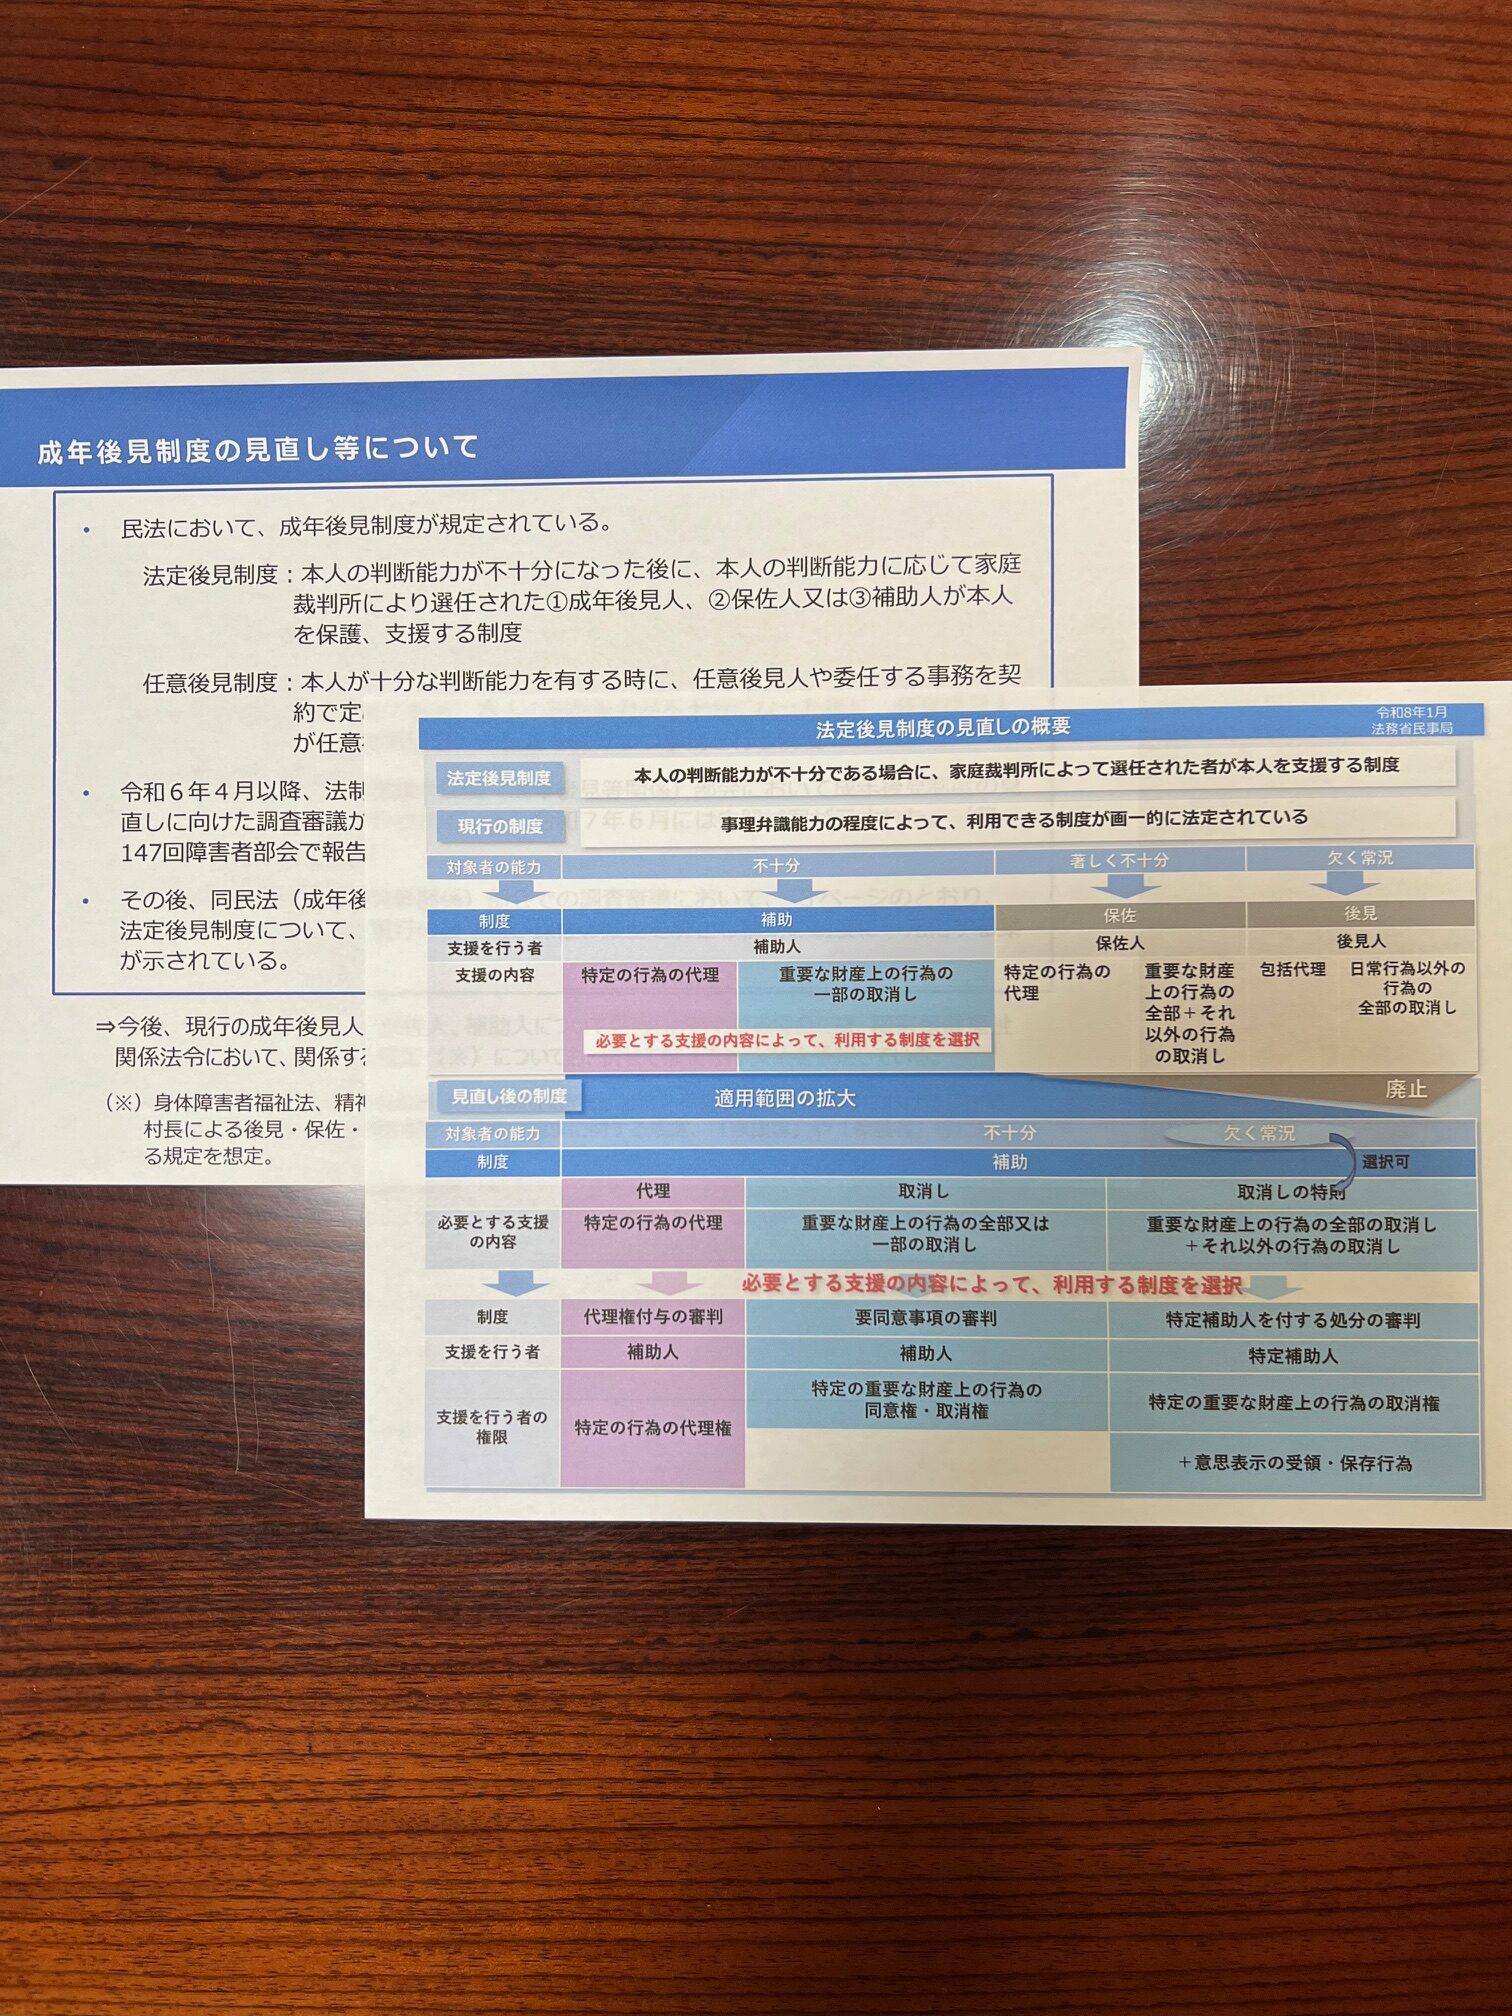 成年後見制度の見直し等について
• 民法において、成年後見制度が規定されている。
法定後見制度：本人の判断能力が不十分になった後に、本人の判断能力に応じて家庭
裁判所により選任された①成年後見人、②保佐人又は③補助人が本人
を保護、支援する制度
任意後見制度：本人が十分な判断能力を有する時に、任意後見人や委任する事務を契
約で定
が任意
• 令和６年４月以降、法制
直しに向けた調査審議が
147回障害者部会で報告
• その後、同民法（成年後
法定後見制度について、
が示されている。
⇒今後、現行の成年後見人
関係法令において、関係す
（※）身体障害者福祉法、精神
村長による後見・保佐・
る規定を想定。
法定後見制度の見直しの概要
令和8年1月
法務省民事局
法定後見制度 本人の判断能力が不十分である場合に、家庭裁判所によって選任された者が本人を支援する制度
現行の制度 事理弁識能力の程度によって、利用できる制度が画一的に法定されている
対象者の能力 不十分 著しく不十分 欠く常況
制度 補助 保佐 後見
支援を行う者 補助人 保佐人 後見人
支援の内容 特定の行為の代理 重要な財産上の行為の 特定の行為の 重要な財産 包括代理 日常行為以外の
一部の取消し 代理 上の行為の 行為の
全部＋それ 全部の取消し
以外の行為
の取消し
必要とする支援の内容によって、利用する制度を選択
見直し後の制度 適用範囲の拡大 廃止
対象者の能力 不十分 欠く常況
制度 補助 選択可
代理 取消し 取消しの特則
必要とする支援 特定の行為の代理 重要な財産上の行為の全部又は 重要な財産上の行為の全部の取消し
の内容 一部の取消し ＋それ以外の行為の取消し
必要とする支援の内容によって、利用する制度を選択
制度 代理権付与の審判 要同意事項の審判 特定補助人を付する処分の審判
支援を行う者 補助人 補助人 特定補助人
支援を行う者の 特定の行為の代理権 特定の重要な財産上の行為の 特定の重要な財産上の行為の取消権
権限 同意権・取消権
＋意思表示の受領・保存行為